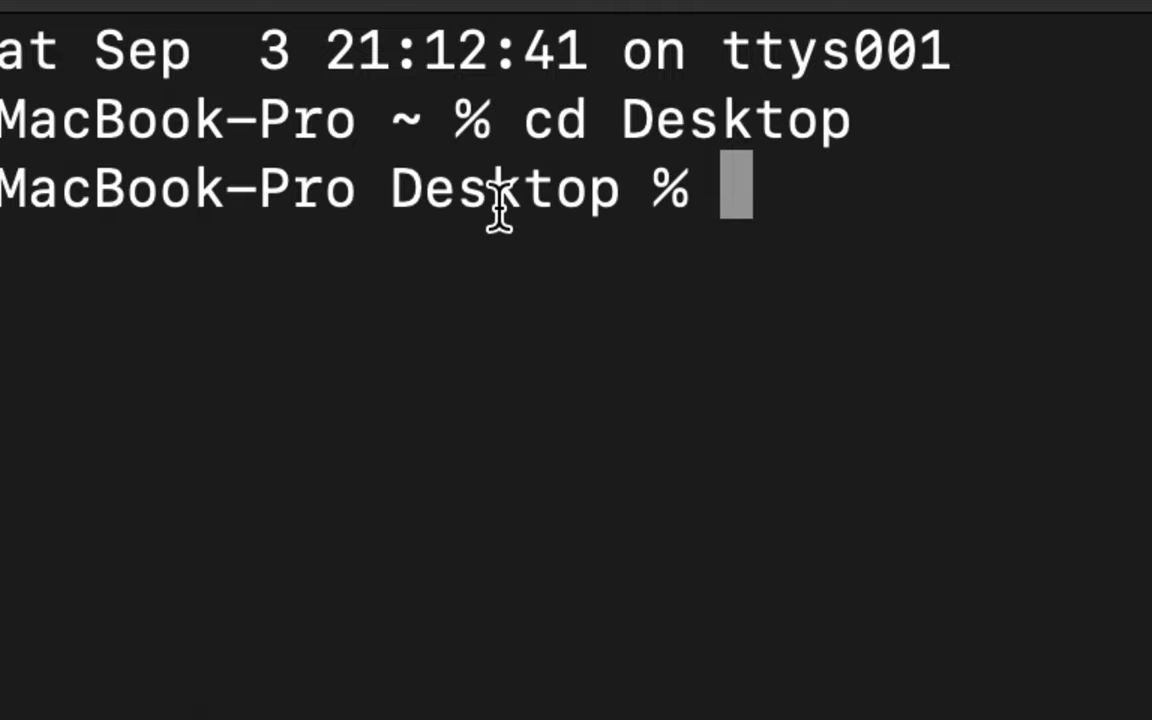 at Sep  3 21:12:41 on ttys001
MacBook-Pro ~ % cd Desktop
MacBook-Pro Desktop %